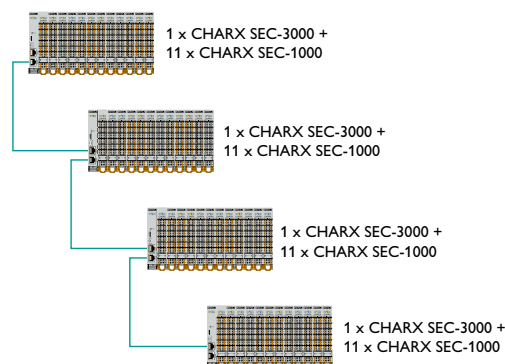 1 x CHARX SEC-3000 +
11 x CHARX SEC-1000
1 x CHARX SEC-3000 +
11 x CHARX SEC-1000
1 x CHARX SEC-3000 +
11 x CHARX SEC-1000
1 x CHARX SEC-3000 +
11 x CHARX SEC-1000